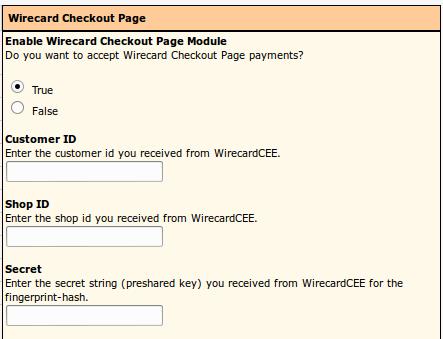 Wirecard Checkout Page
Enable Wirecard Checkout Page Module
Do you want to accept Wirecard Checkout Page payments?
True
False
Customer ID
Enter the customer id you received from WirecardCEE.
Shop ID
Enter the shop id you received from WirecardCEE.
Secret
Enter the secret string (preshared key) you received from WirecardCEE for the
fingerprint-hash.